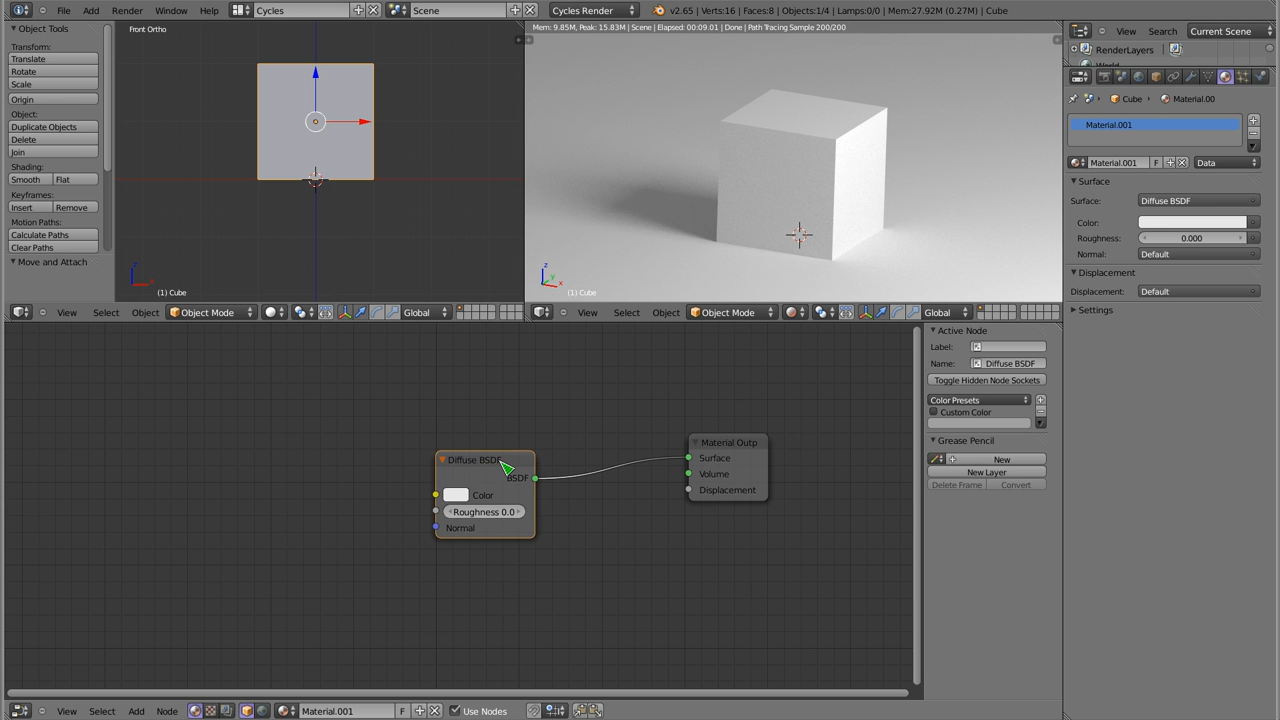 File Add Render Window Help Cycles Scene Cycles Render v2.65 | Verts:16 | Faces:8 | Objects:1/4 | Lamps:0/0 | Mem:27.92M (0.27M) | Cube
Object Tools
Transform:
Translate
Rotate
Scale
Origin
Object:
Duplicate Objects
Delete
Join
Shading:
Smooth Flat
Keyframes:
Insert Remove
Motion Paths:
Calculate Paths
Clear Paths
Move and Attach
Front Ortho
z
x
(1) Cube
View Select Object Object Mode Global
Mem: 9.85M, Peak: 15.83M | Scene | Elapsed: 00:09.01 | Done | Path Tracing Sample 200/200
z
y
x
(1) Cube
View Select Object Object Mode Global
View Search Current Scene
RenderLayers
Cube Material.00
Material.001
Material.001 F Data
Surface
Surface: Diffuse BSDF
Color:
Roughness: 0.000
Normal: Default
Displacement
Displacement: Default
Settings
Diffuse BSDF
BSDF
Color
Roughness 0.0
Normal
Material Outp
Surface
Volume
Displacement
Active Node
Label:
Name: Diffuse BSDF
Toggle Hidden Node Sockets
Color Presets
Custom Color
Grease Pencil
New
New Layer
Delete Frame Convert
View Select Add Node Material.001 F Use Nodes